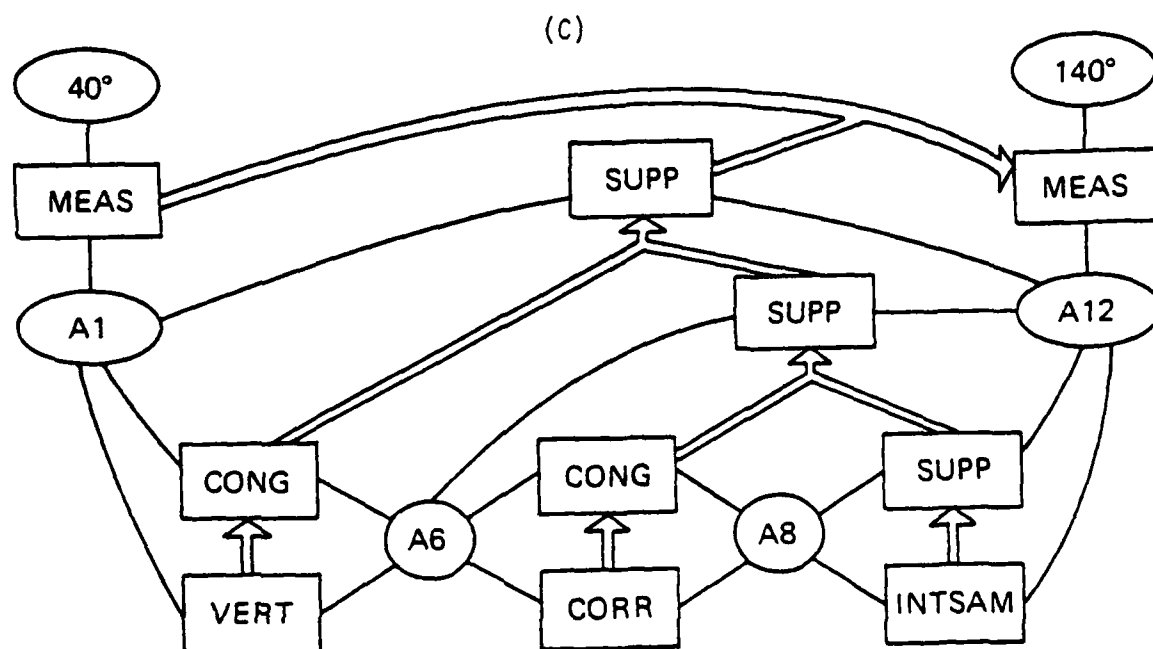 (C)
40°
140°
MEAS
SUPP
MEAS
A1
SUPP
A12
CONG
CONG
SUPP
A6
A8
VERT
CORR
INTSAM